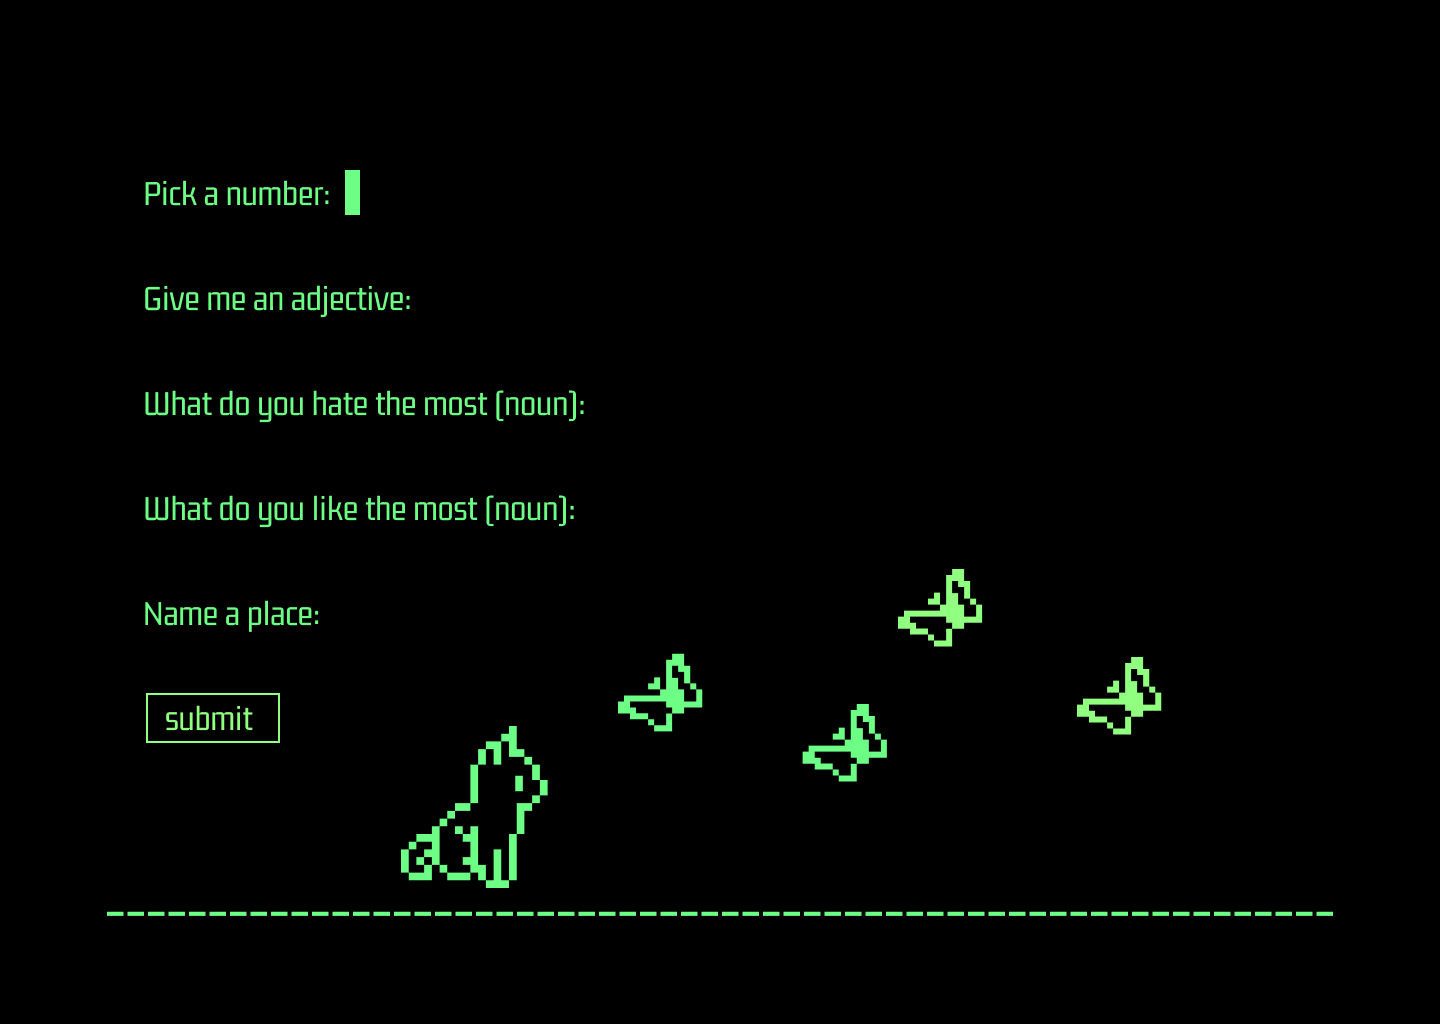 Pick a number:
Give me an adjective:
What do you hate the most (noun):
What do you like the most (noun):
Name a place:
submit